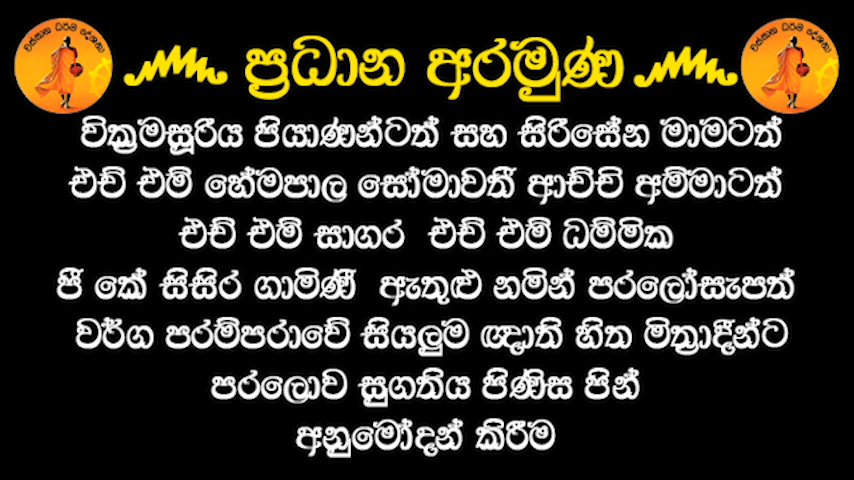 ප්‍රධාන අරමුණ
වික්‍රමසූරිය පියාණන්ටත් සහ සිරිසේන මාමටත්
එච් එම් හේමපාල සෝමාවතී ආච්චි අම්මාටත්
එච් එම් සාගර එච් එම් ධම්මික
ජී කේ සිසිර ගාමිණී ඇතුළු නමින් පරලෝසැපත්
වර්ග පරම්පරාවේ සියලුම ඥාති හිත මිත්‍රාදීන්ට
පරලොව සුගතිය පිණිස පින්
අනුමෝදන් කිරීම